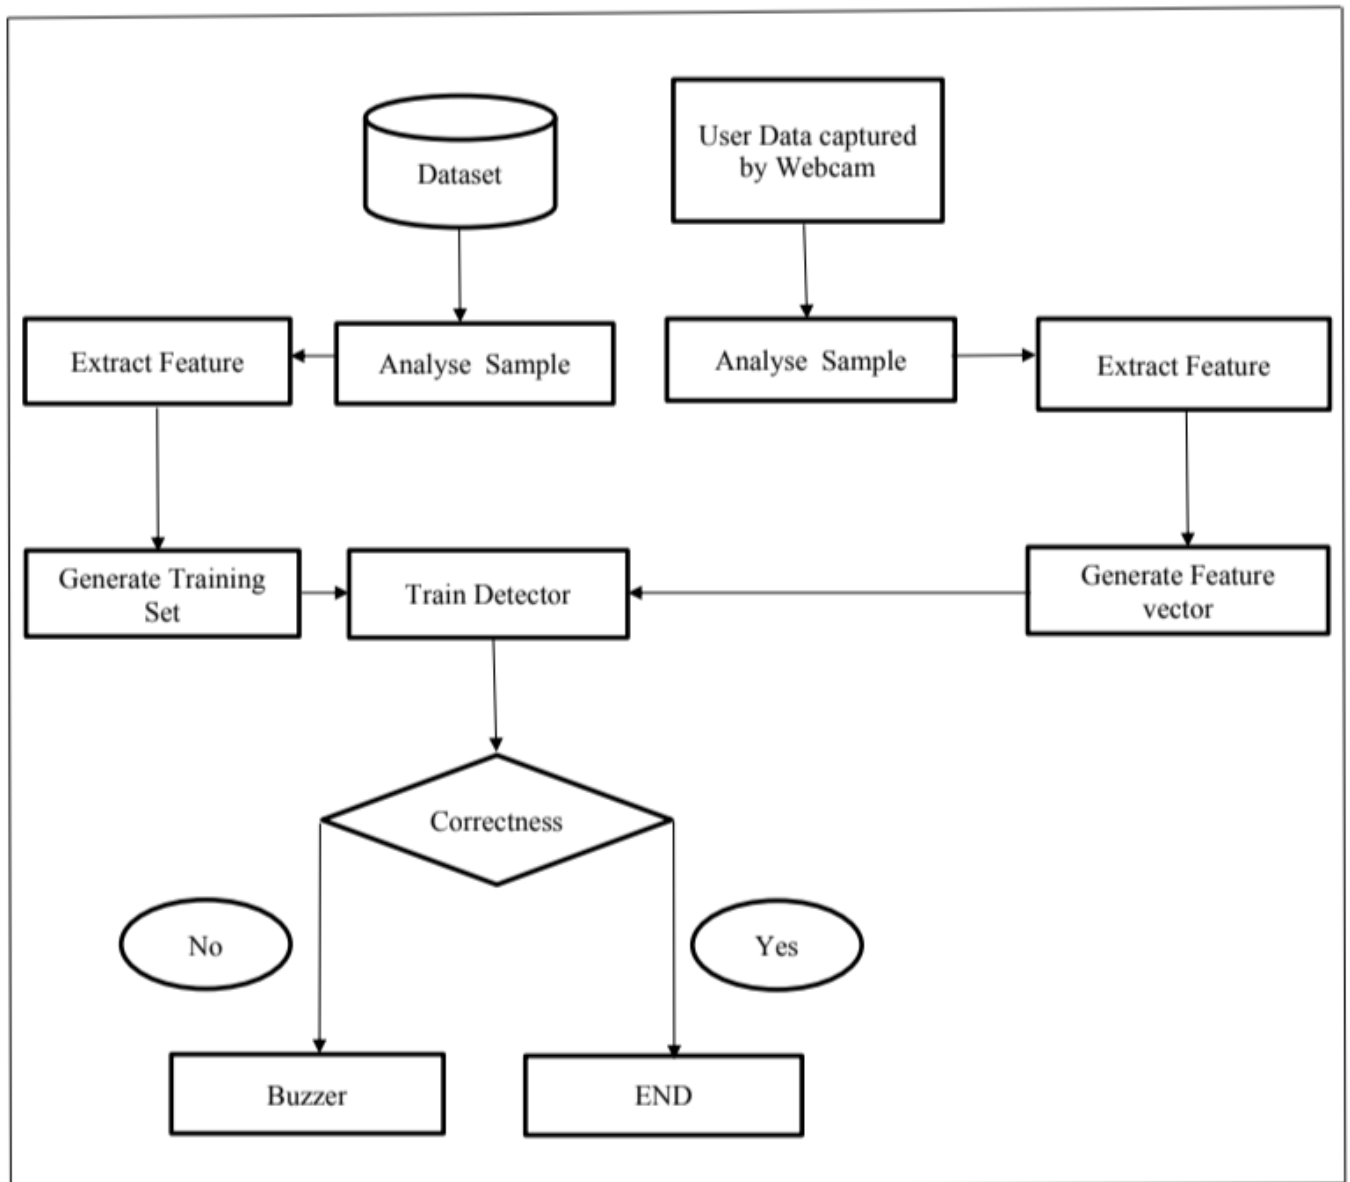 Dataset
User Data captured
by Webcam
Extract Feature
Analyse Sample
Analyse Sample
Extract Feature
Generate Training
Set
Train Detector
Generate Feature
vector
Correctness
No
Yes
Buzzer
END